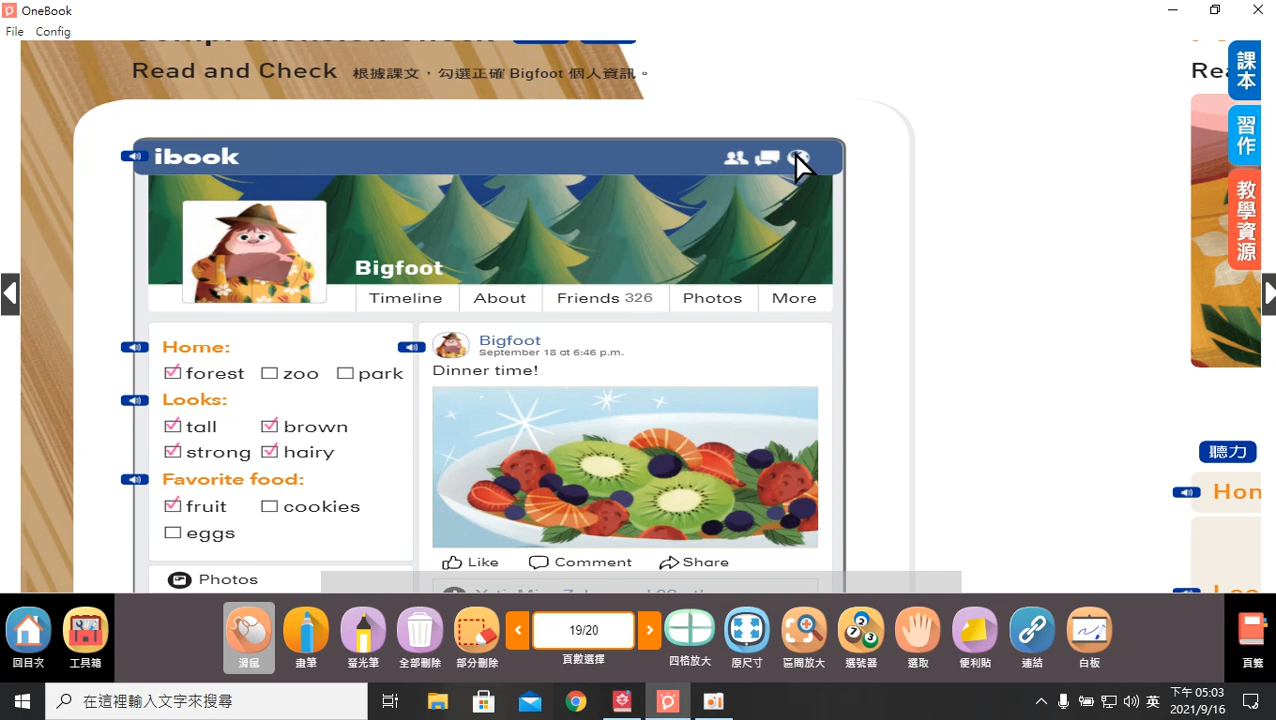 OneBook
File Config
Comprehension Check
Read and Check 根據課文，勾選正確 Bigfoot 個人資訊。
ibook
Bigfoot
Timeline About Friends 326 Photos More
Home:
forest zoo park
Looks:
tall brown
strong hairy
Favorite food:
fruit cookies
eggs
Photos
Bigfoot
September 18 at 6:46 p.m.
Dinner time!
Like Comment Share
課本
習作
教學資源
聽力
19/20
回目次 工具箱 滑鼠 畫筆 螢光筆 全部刪除 部分刪除 頁數選擇 四格放大 原尺寸 區間放大 選號器 選取 便利貼 連結 白板 頁籤
在這裡輸入文字來搜尋
英
下午 05:03
2021/9/16